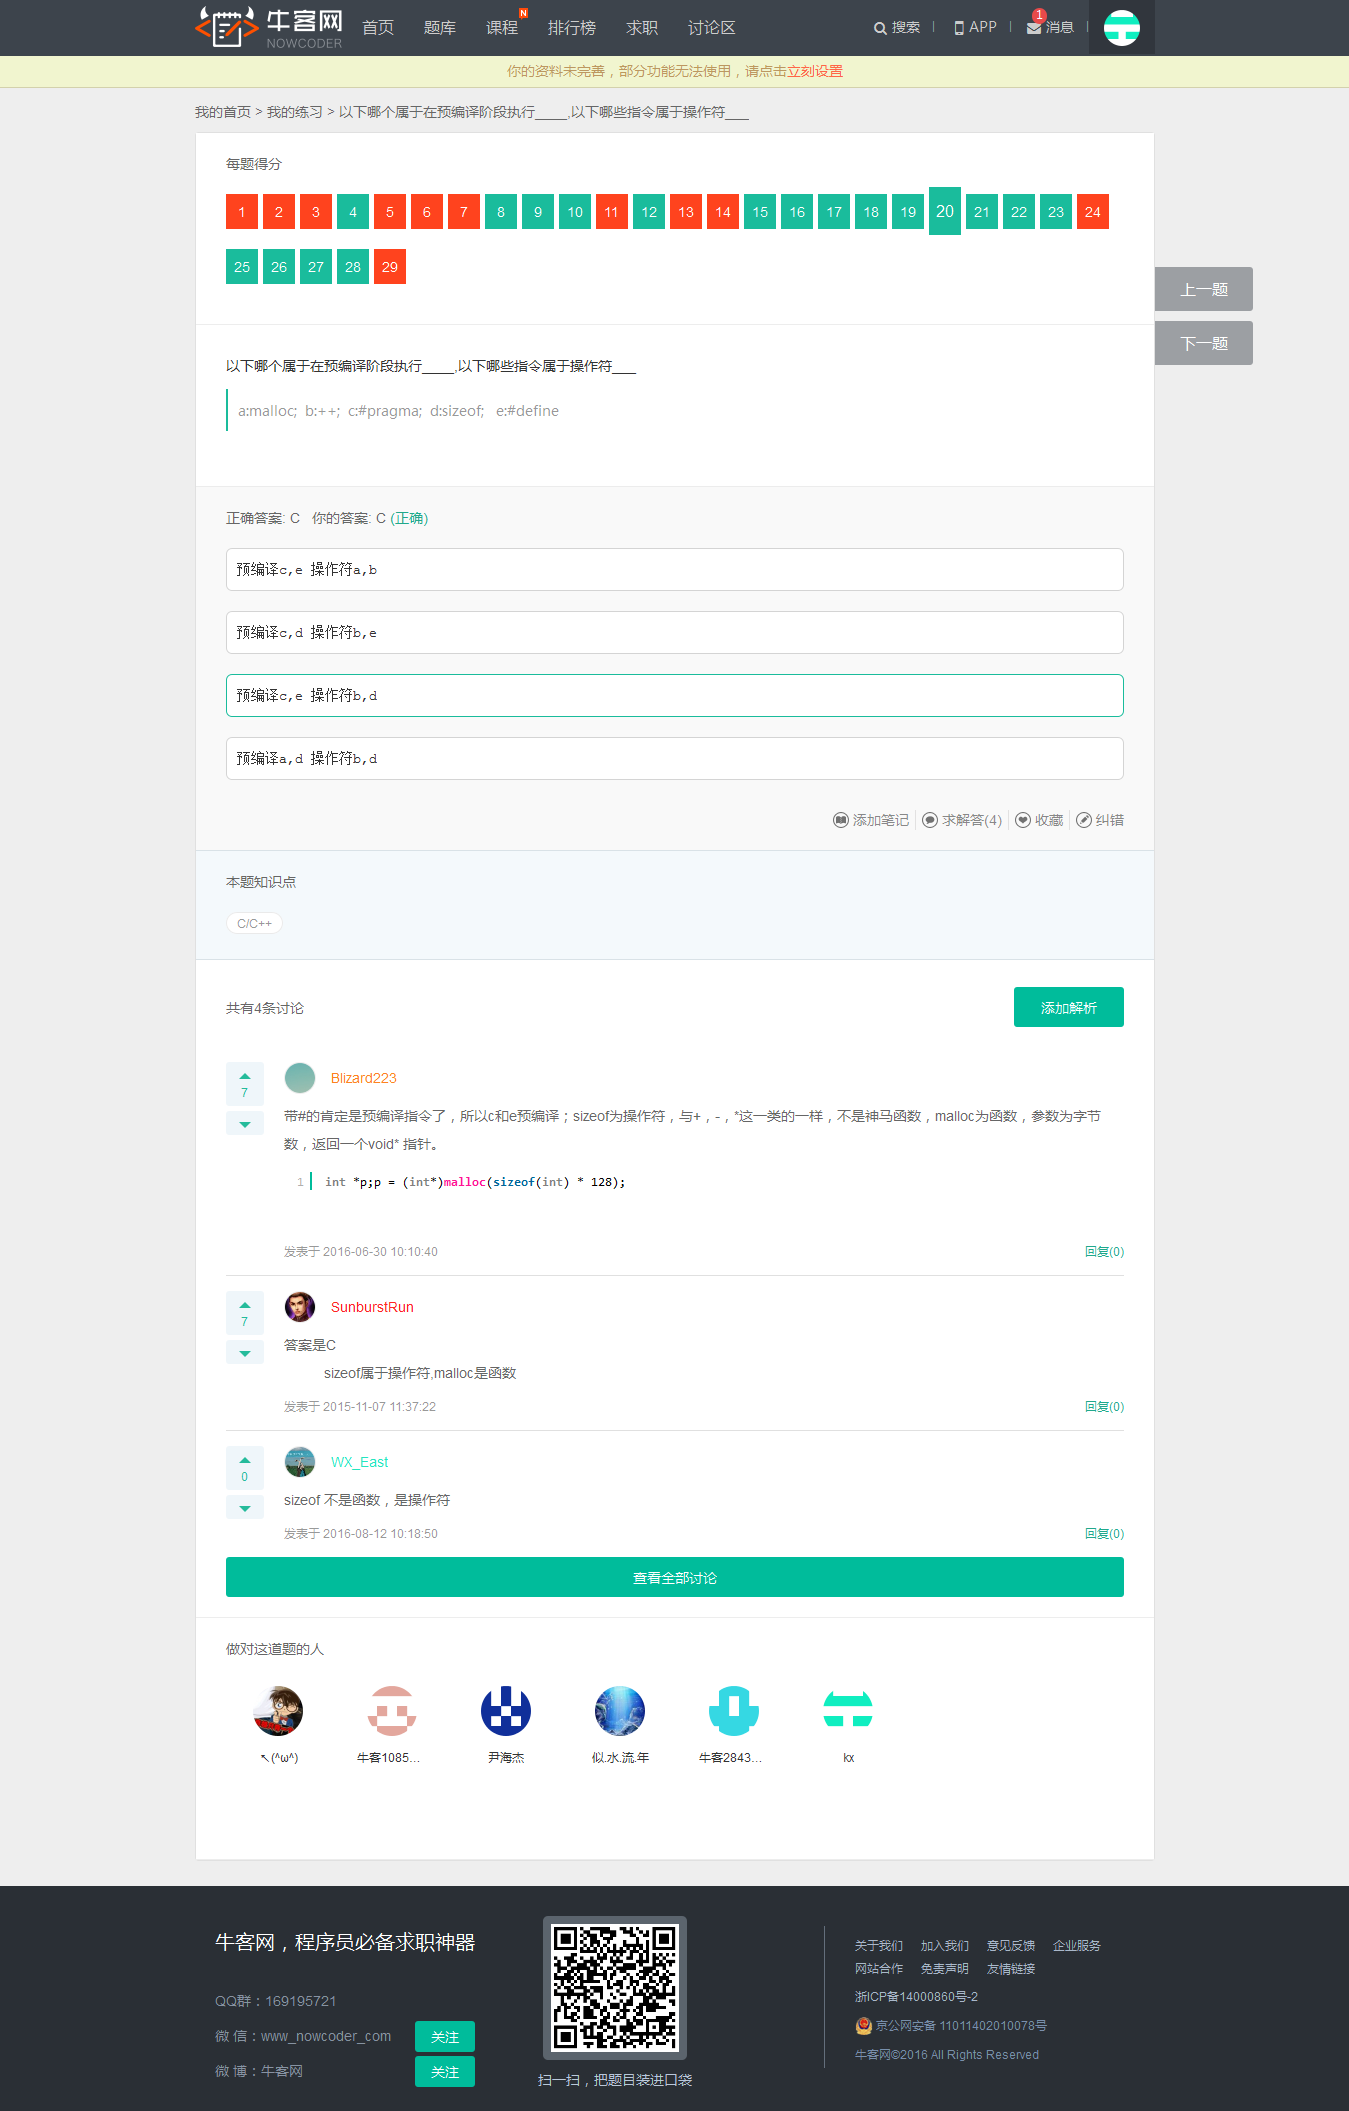 牛客网
NOWCODER
首页 题库 课程 N 排行榜 求职 讨论区 搜索 | APP | 1 消息 |
你的资料未完善，部分功能无法使用，请点击立刻设置
我的首页 > 我的练习 > 以下哪个属于在预编译阶段执行____,以下哪些指令属于操作符___
每题得分
1 2 3 4 5 6 7 8 9 10 11 12 13 14 15 16 17 18 19 20 21 22 23 24
25 26 27 28 29
上一题
下一题
以下哪个属于在预编译阶段执行____,以下哪些指令属于操作符___
a:malloc; b:++; c:#pragma; d:sizeof; e:#define
正确答案: C 你的答案: C (正确)
预编译c,e 操作符a,b
预编译c,d 操作符b,e
预编译c,e 操作符b,d
预编译a,d 操作符b,d
添加笔记 求解答(4) 收藏 纠错
本题知识点
C/C++
共有4条讨论 添加解析
7
Blizard223
带#的肯定是预编译指令了，所以c和e预编译；sizeof为操作符，与+，-，*这一类的一样，不是神马函数，malloc为函数，参数为字节
数，返回一个void* 指针。
1 int *p;p = (int*)malloc(sizeof(int) * 128);
发表于 2016-06-30 10:10:40 回复(0)
7
SunburstRun
答案是C
sizeof属于操作符,malloc是函数
发表于 2015-11-07 11:37:22 回复(0)
0
WX_East
sizeof 不是函数，是操作符
发表于 2016-08-12 10:18:50 回复(0)
查看全部讨论
做对这道题的人
↖(^ω^) 牛客1085... 尹海杰 似.水.流.年 牛客2843... kx
牛客网，程序员必备求职神器
QQ群：169195721
微 信：www_nowcoder_com 关注
微 博：牛客网 关注
扫一扫，把题目装进口袋
关于我们 加入我们 意见反馈 企业服务
网站合作 免责声明 友情链接
浙ICP备14000860号-2
京公网安备 11011402010078号
牛客网©2016 All Rights Reserved